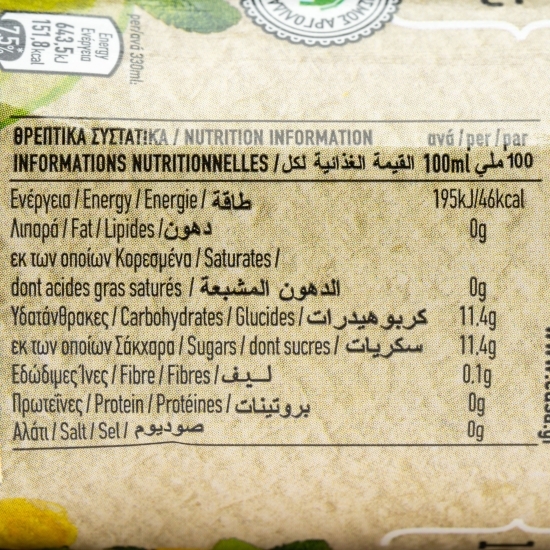 Energy
Ενέργεια
643.5kJ
151.8kcal
7.5%
per/ανά 330ml:
ΘΡΕΠΤΙΚΑ ΣΥΣΤΑΤΙΚΑ / NUTRITION INFORMATION ανά / per / par
INFORMATIONS NUTRITIONNELLES / القيمة الغذائية لكل 100ml ملي 100
Ενέργεια / Energy / Energie / طاقة 195kJ/46kcal
Λιπαρά / Fat / Lipides / دهون 0g
εκ των οποίων Κορεσμένα / Saturates /
dont acides gras saturés / الدهون المشبعة 0g
Υδατάνθρακες / Carbohydrates / Glucides / كربوهيدرات 11.4g
εκ των οποίων Σάκχαρα / Sugars / dont sucres / سكريات 11.4g
Εδώδιμες Ίνες / Fibre / Fibres / ليف 0.1g
Πρωτεΐνες / Protein / Protéines / بروتينات 0g
Αλάτι / Salt / Sel / صوديوم 0g